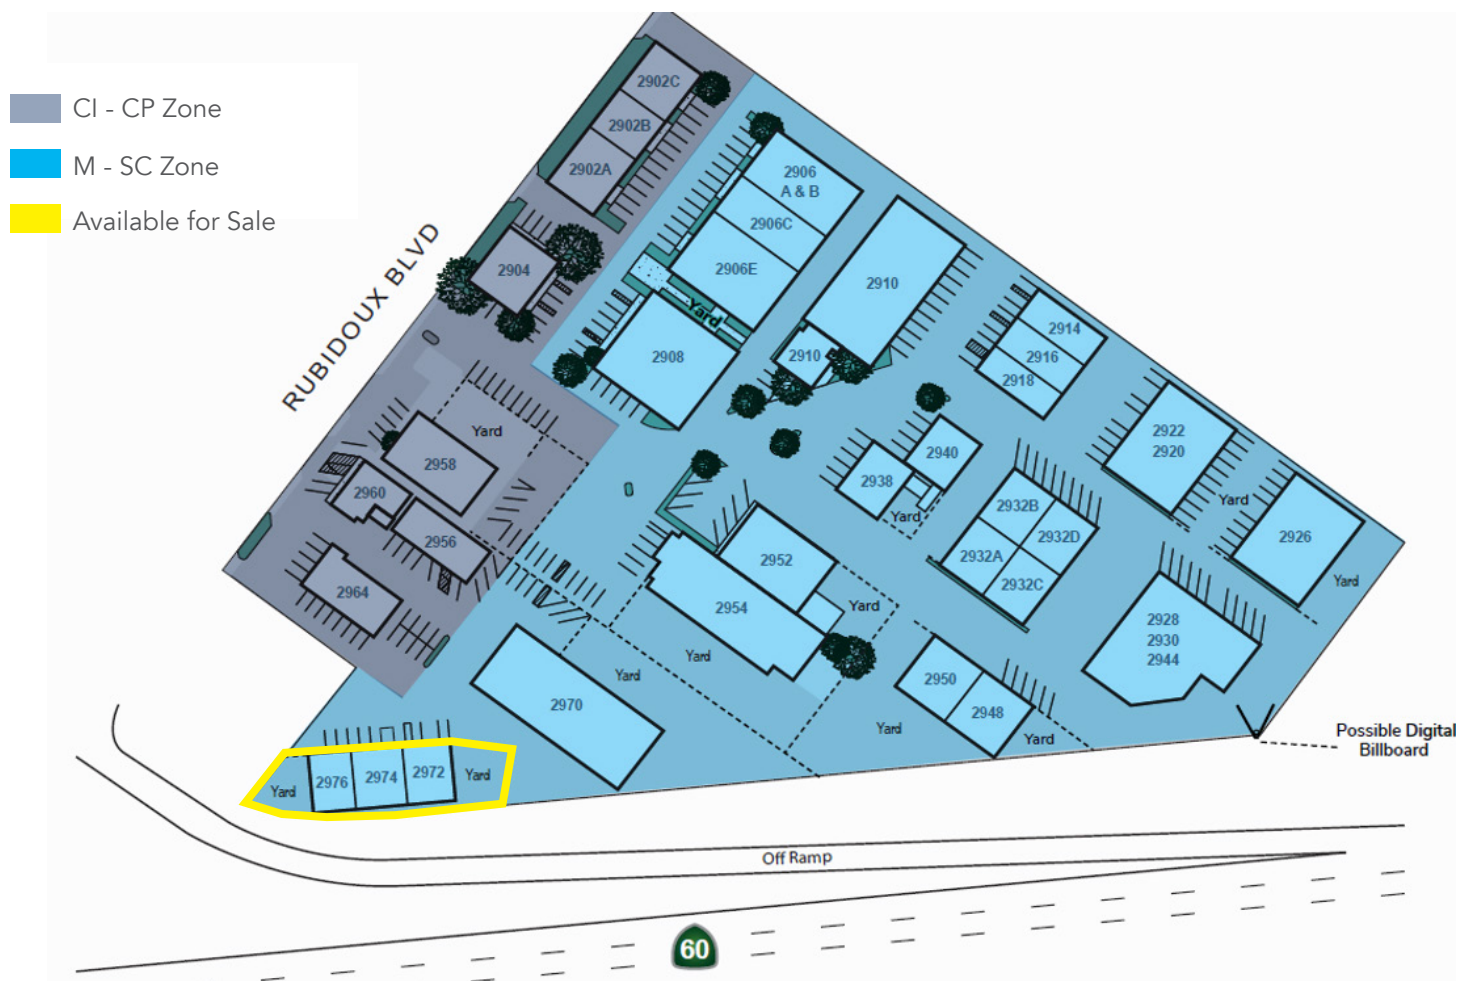 CI - CP Zone
M - SC Zone
Available for Sale
RUBIDOUX BLVD
2902C
2902B
2902A
2904
2906
A & B
2906C
2906E
Yard
2908
2910
2910
2914
2916
2918
2922
2920
Yard
2926
Yard
2940
2938
Yard
2932B
2932D
2932A
2932C
2928
2930
2944
Yard
2958
2960
2956
2964
2952
2954
Yard
Yard
Yard
2970
2950
2948
Yard
Yard
2976
2974
2972
Yard
Yard
Possible Digital
Billboard
Off Ramp
60